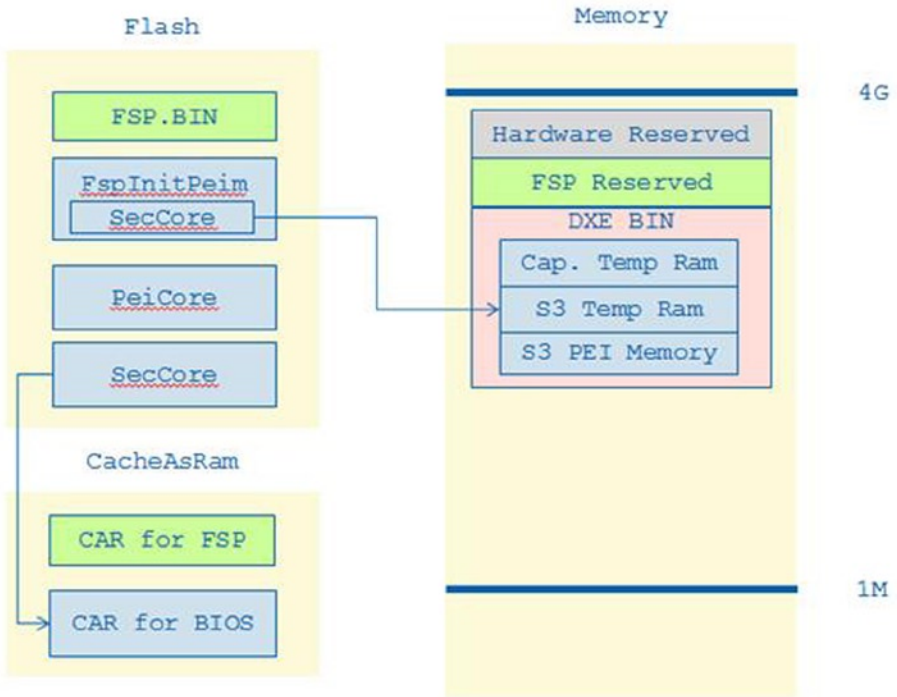 Flash
FSP.BIN
FspInitPeim
SecCore
PeiCore
SecCore
CacheAsRam
CAR for FSP
CAR for BIOS
Memory
4G
Hardware Reserved
FSP Reserved
DXE BIN
Cap. Temp Ram
S3 Temp Ram
S3 PEI Memory
1M